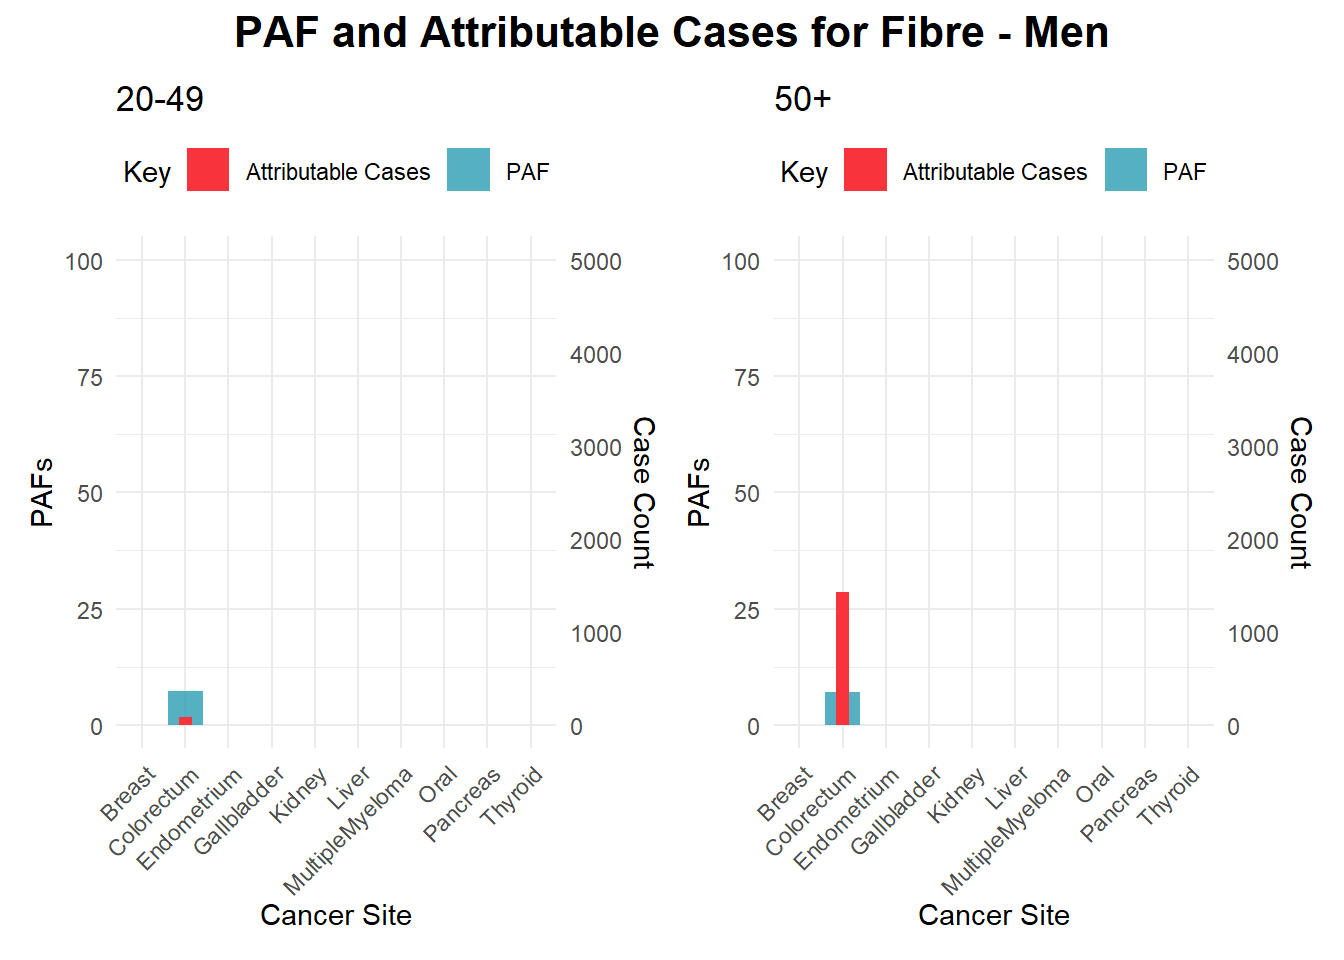 PAF and Attributable Cases for Fibre - Men
20-49
Key Attributable Cases PAF
100
75
50
25
0
PAFs
5000
4000
3000
2000
1000
0
Case Count
Breast
Colorectum
Endometrium
Gallbladder
Kidney
Liver
MultipleMyeloma
Oral
Pancreas
Thyroid
Cancer Site
50+
Key Attributable Cases PAF
100
75
50
25
0
PAFs
5000
4000
3000
2000
1000
0
Case Count
Breast
Colorectum
Endometrium
Gallbladder
Kidney
Liver
MultipleMyeloma
Oral
Pancreas
Thyroid
Cancer Site